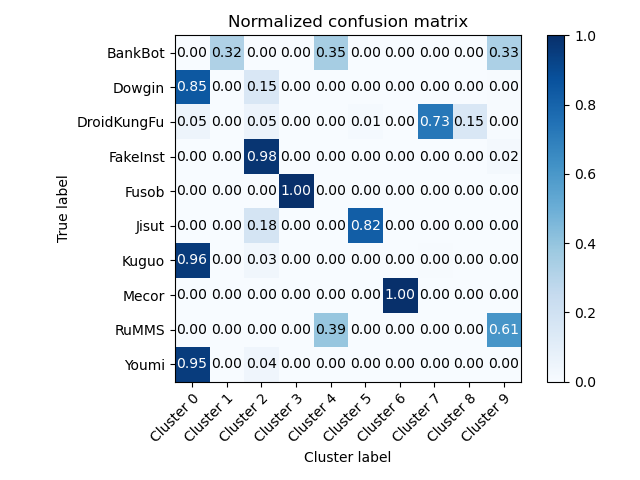 Normalized confusion matrix
BankBot 0.00 0.32 0.00 0.00 0.35 0.00 0.00 0.00 0.00 0.33
Dowgin 0.85 0.00 0.15 0.00 0.00 0.00 0.00 0.00 0.00 0.00
DroidKungFu 0.05 0.00 0.05 0.00 0.00 0.01 0.00 0.73 0.15 0.00
FakeInst 0.00 0.00 0.98 0.00 0.00 0.00 0.00 0.00 0.00 0.02
Fusob 0.00 0.00 0.00 1.00 0.00 0.00 0.00 0.00 0.00 0.00
Jisut 0.00 0.00 0.18 0.00 0.00 0.82 0.00 0.00 0.00 0.00
Kuguo 0.96 0.00 0.03 0.00 0.00 0.00 0.00 0.00 0.00 0.00
Mecor 0.00 0.00 0.00 0.00 0.00 0.00 1.00 0.00 0.00 0.00
RuMMS 0.00 0.00 0.00 0.00 0.39 0.00 0.00 0.00 0.00 0.61
Youmi 0.95 0.00 0.04 0.00 0.00 0.00 0.00 0.00 0.00 0.00
True label
Cluster 0 Cluster 1 Cluster 2 Cluster 3 Cluster 4 Cluster 5 Cluster 6 Cluster 7 Cluster 8 Cluster 9
Cluster label
1.0
0.8
0.6
0.4
0.2
0.0